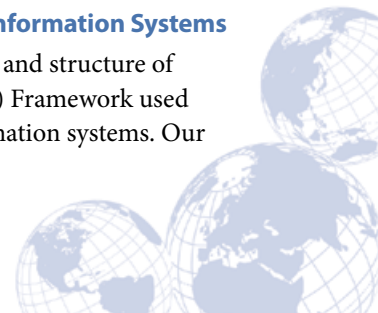 nformation Systems
and structure of
) Framework used
nation systems. Our